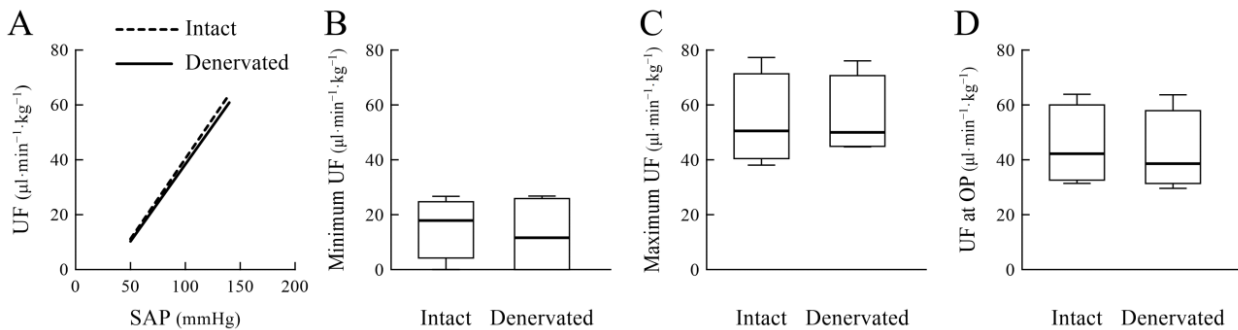 A
Intact
Denervated
UF (µl·min⁻¹·kg⁻¹)
80
60
40
20
0
0 50 100 150 200
SAP (mmHg)
B
Minimum UF (µl·min⁻¹·kg⁻¹)
80
60
40
20
0
Intact Denervated
C
Maximum UF (µl·min⁻¹·kg⁻¹)
80
60
40
20
0
Intact Denervated
D
UF at OP (µl·min⁻¹·kg⁻¹)
80
60
40
20
0
Intact Denervated